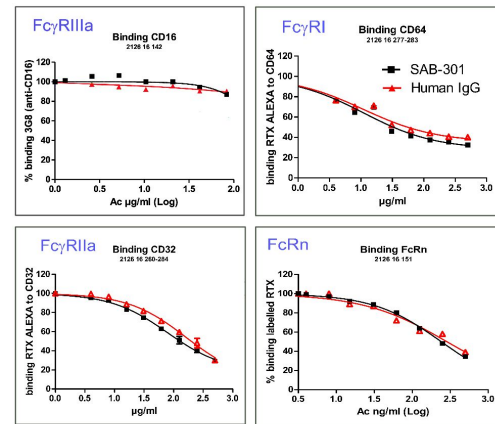 FcγRIIIa
Binding CD16
2126 16 142
% binding 3G8 (anti-CD16)
120
100
80
60
40
20
0
0.0
0.5
1.0
1.5
2.0
Ac µg/ml (Log)
FcγRI
Binding CD64
2126 16 277-283
SAB-301
Human IgG
binding RTX ALEXA to CD64
120
100
80
60
40
20
0
0.0
0.5
1.0
1.5
2.0
2.5
3.0
µg/ml
FcγRIIa
Binding CD32
2126 16 260-284
binding RTX ALEXA to CD32
120
100
80
60
40
20
0
0.0
0.5
1.0
1.5
2.0
2.5
3.0
µg/ml
FcRn
Binding FcRn
2126 16 151
% binding labelled RTX
120
100
80
60
40
20
0
0.5
1.0
1.5
2.0
2.5
3.0
Ac ng/ml (Log)